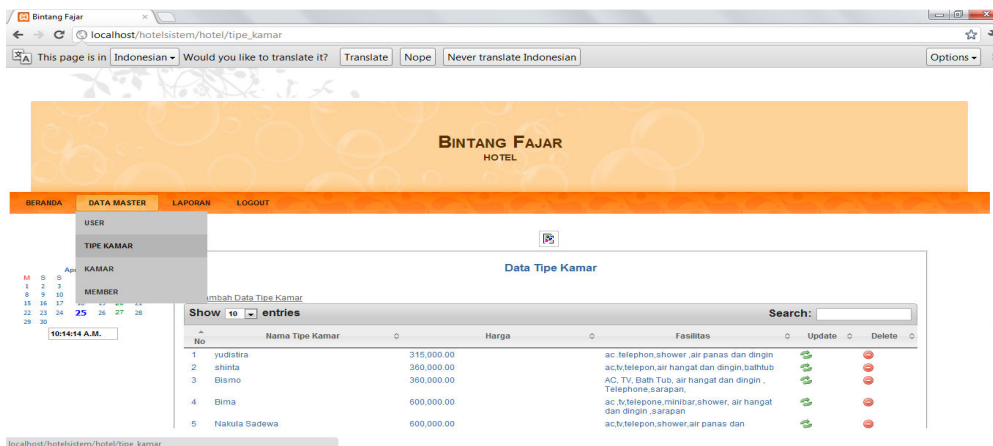 Bintang Fajar
localhost/hotelsistem/hotel/tipe_kamar
This page is in Indonesian Would you like to translate it? Translate Nope Never translate Indonesian Options
BINTANG FAJAR
HOTEL
BERANDA DATA MASTER LAPORAN LOGOUT
USER
TIPE KAMAR
KAMAR
MEMBER
Data Tipe Kamar
Ap
M S S
1 2 3
8 9 10
15 16 17
22 23 24 25 26 27 28
29 30
10:14:14 A.M.
mbah Data Tipe Kamar
Show 10 entries Search:
No Nama Tipe Kamar Harga Fasilitas Update Delete
1 yudistira 315,000.00 ac .telephon,shower ,air panas dan dingin
2 shinta 360,000.00 ac,tv,telepon,air hangat dan dingin,bathtub
3 Bismo 360,000.00 AC, TV, Bath Tub, air hangat dan dingin ,
Telephone,sarapan,
4 Bima 600,000.00 ac ,tv,telepone,minibar,shower, air hangat
dan dingin ,sarapan
5 Nakula Sadewa 600,000.00 ac,tv,telepon,shower,air panas dan
localhost/hotelsistem/hotel/tipe_kamar